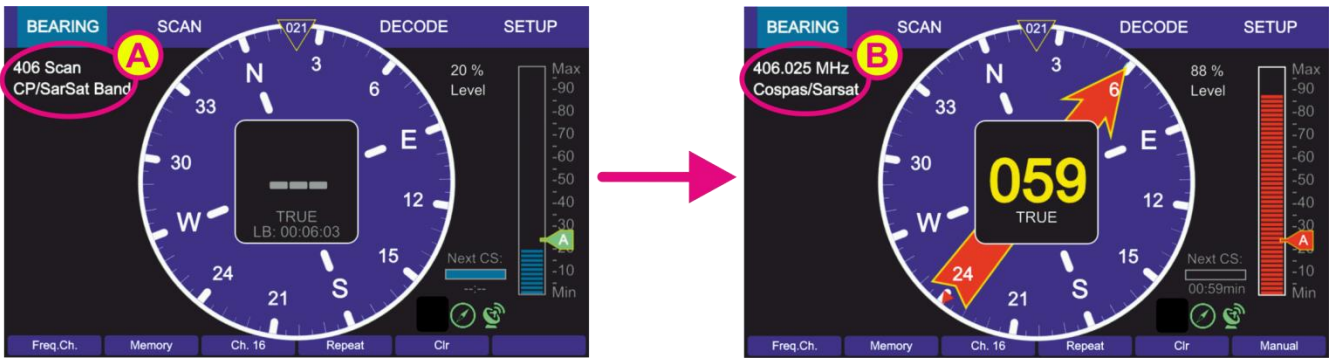 BEARING SCAN 021 DECODE SETUP
A
406 Scan
CP/SarSat Band
20 %
Level
Max
-90
-80
-70
-60
-50
-40
-30
-20
-10
Min
A
N
3
6
E
12
15
S
21
24
W
30
33
---
TRUE
LB: 00:06:03
Next CS:
--:--
Freq.Ch. Memory Ch. 16 Repeat Clr
BEARING SCAN 021 DECODE SETUP
B
406.025 MHz
Cospas/Sarsat
88 %
Level
Max
-90
-80
-70
-60
-50
-40
-30
-20
-10
Min
A
N
3
6
E
12
15
S
21
24
W
30
33
059
TRUE
Next CS:
00:59min
Freq.Ch. Memory Ch. 16 Repeat Clr Manual